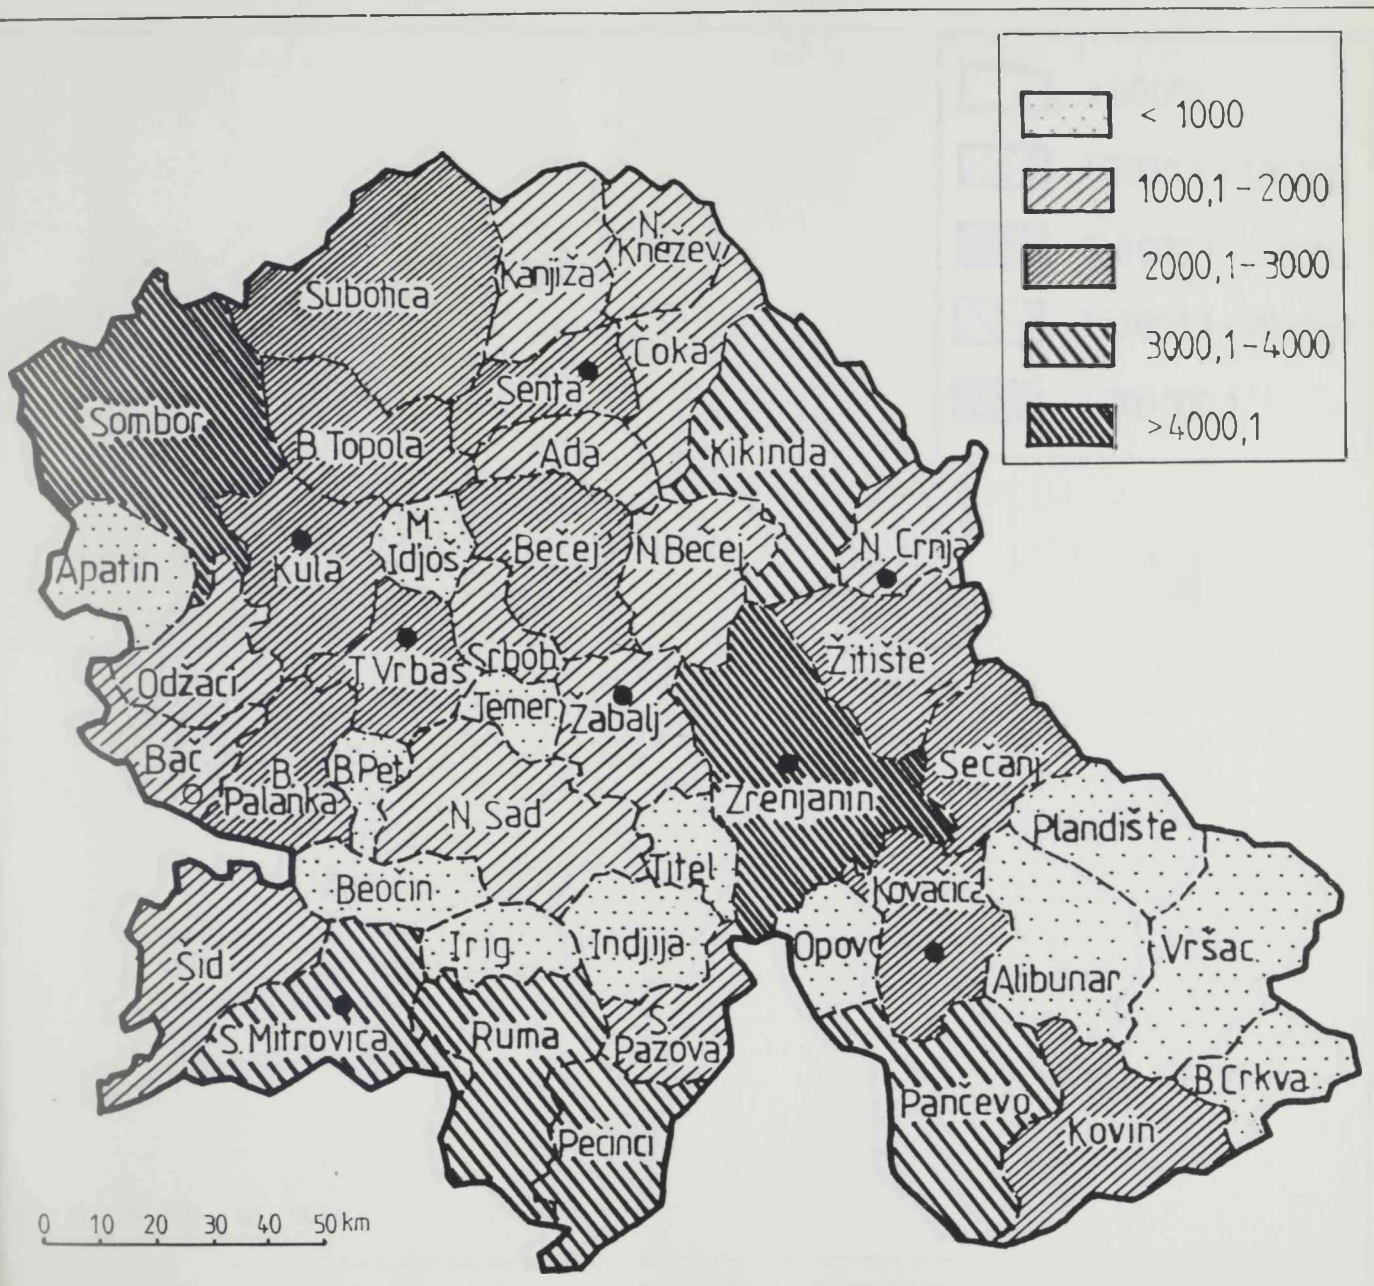 < 1000
1000,1 - 2000
2000,1 - 3000
3000,1 - 4000
> 4000,1
N.
Knežev.
Kanjiža
Subotica
Čoka
Senta
Sombor
B. Topola
Ada
Kikinda
M.
Idjoš
Bečej
N. Bečej
N. Crnja
Apatin
Kula
Srbob.
Žitište
T. Vrbas
Odžaci
Temer.
Žabalj
Bač
B. Pet.
Sečanj
B.
Palanka
N. Sad
Zrenjanin
Plandište
Titel
Beočin
Kovačica
Irig
Indjija
Opovo
Vršac
Šid
Alibunar
S. Mitrovica
Ruma
S.
Pazova
B. Crkva
Pančevo
Kovin
Pecinci
0 10 20 30 40 50 km